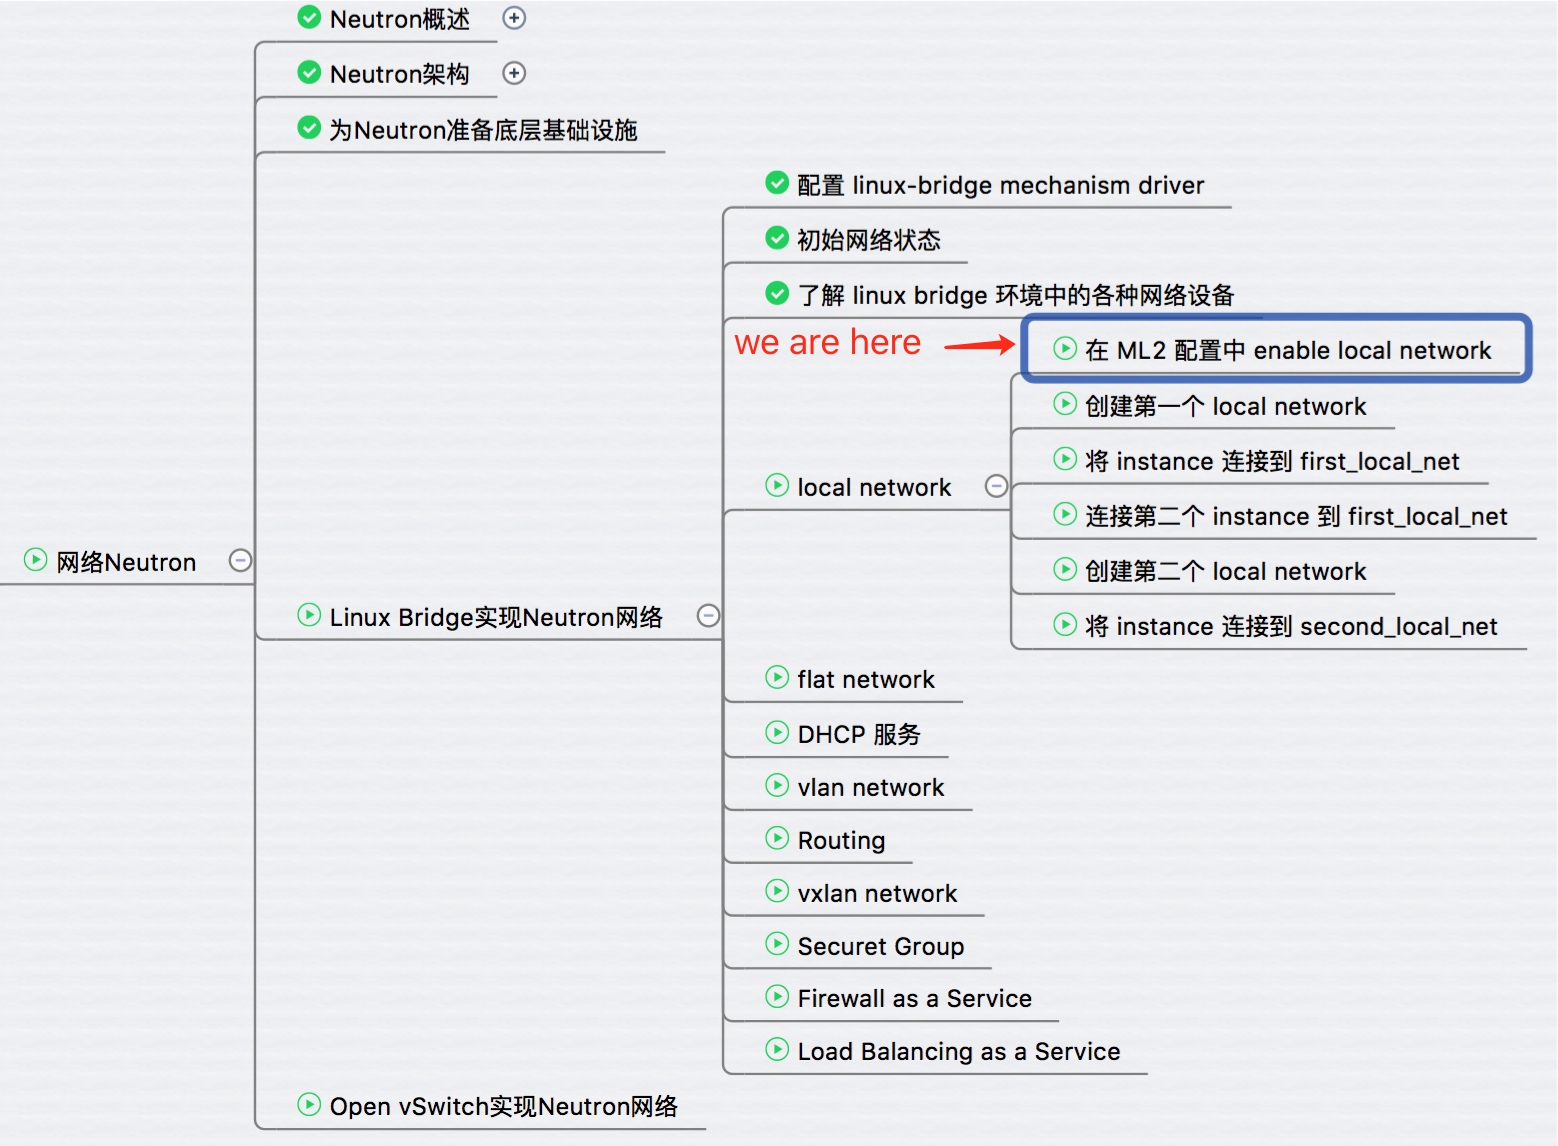 Neutron概述
Neutron架构
为Neutron准备底层基础设施
配置 linux-bridge mechanism driver
初始网络状态
了解 linux bridge 环境中的各种网络设备
we are here
在 ML2 配置中 enable local network
创建第一个 local network
将 instance 连接到 first_local_net
local network
连接第二个 instance 到 first_local_net
网络Neutron
创建第二个 local network
Linux Bridge实现Neutron网络
将 instance 连接到 second_local_net
flat network
DHCP 服务
vlan network
Routing
vxlan network
Securet Group
Firewall as a Service
Load Balancing as a Service
Open vSwitch实现Neutron网络